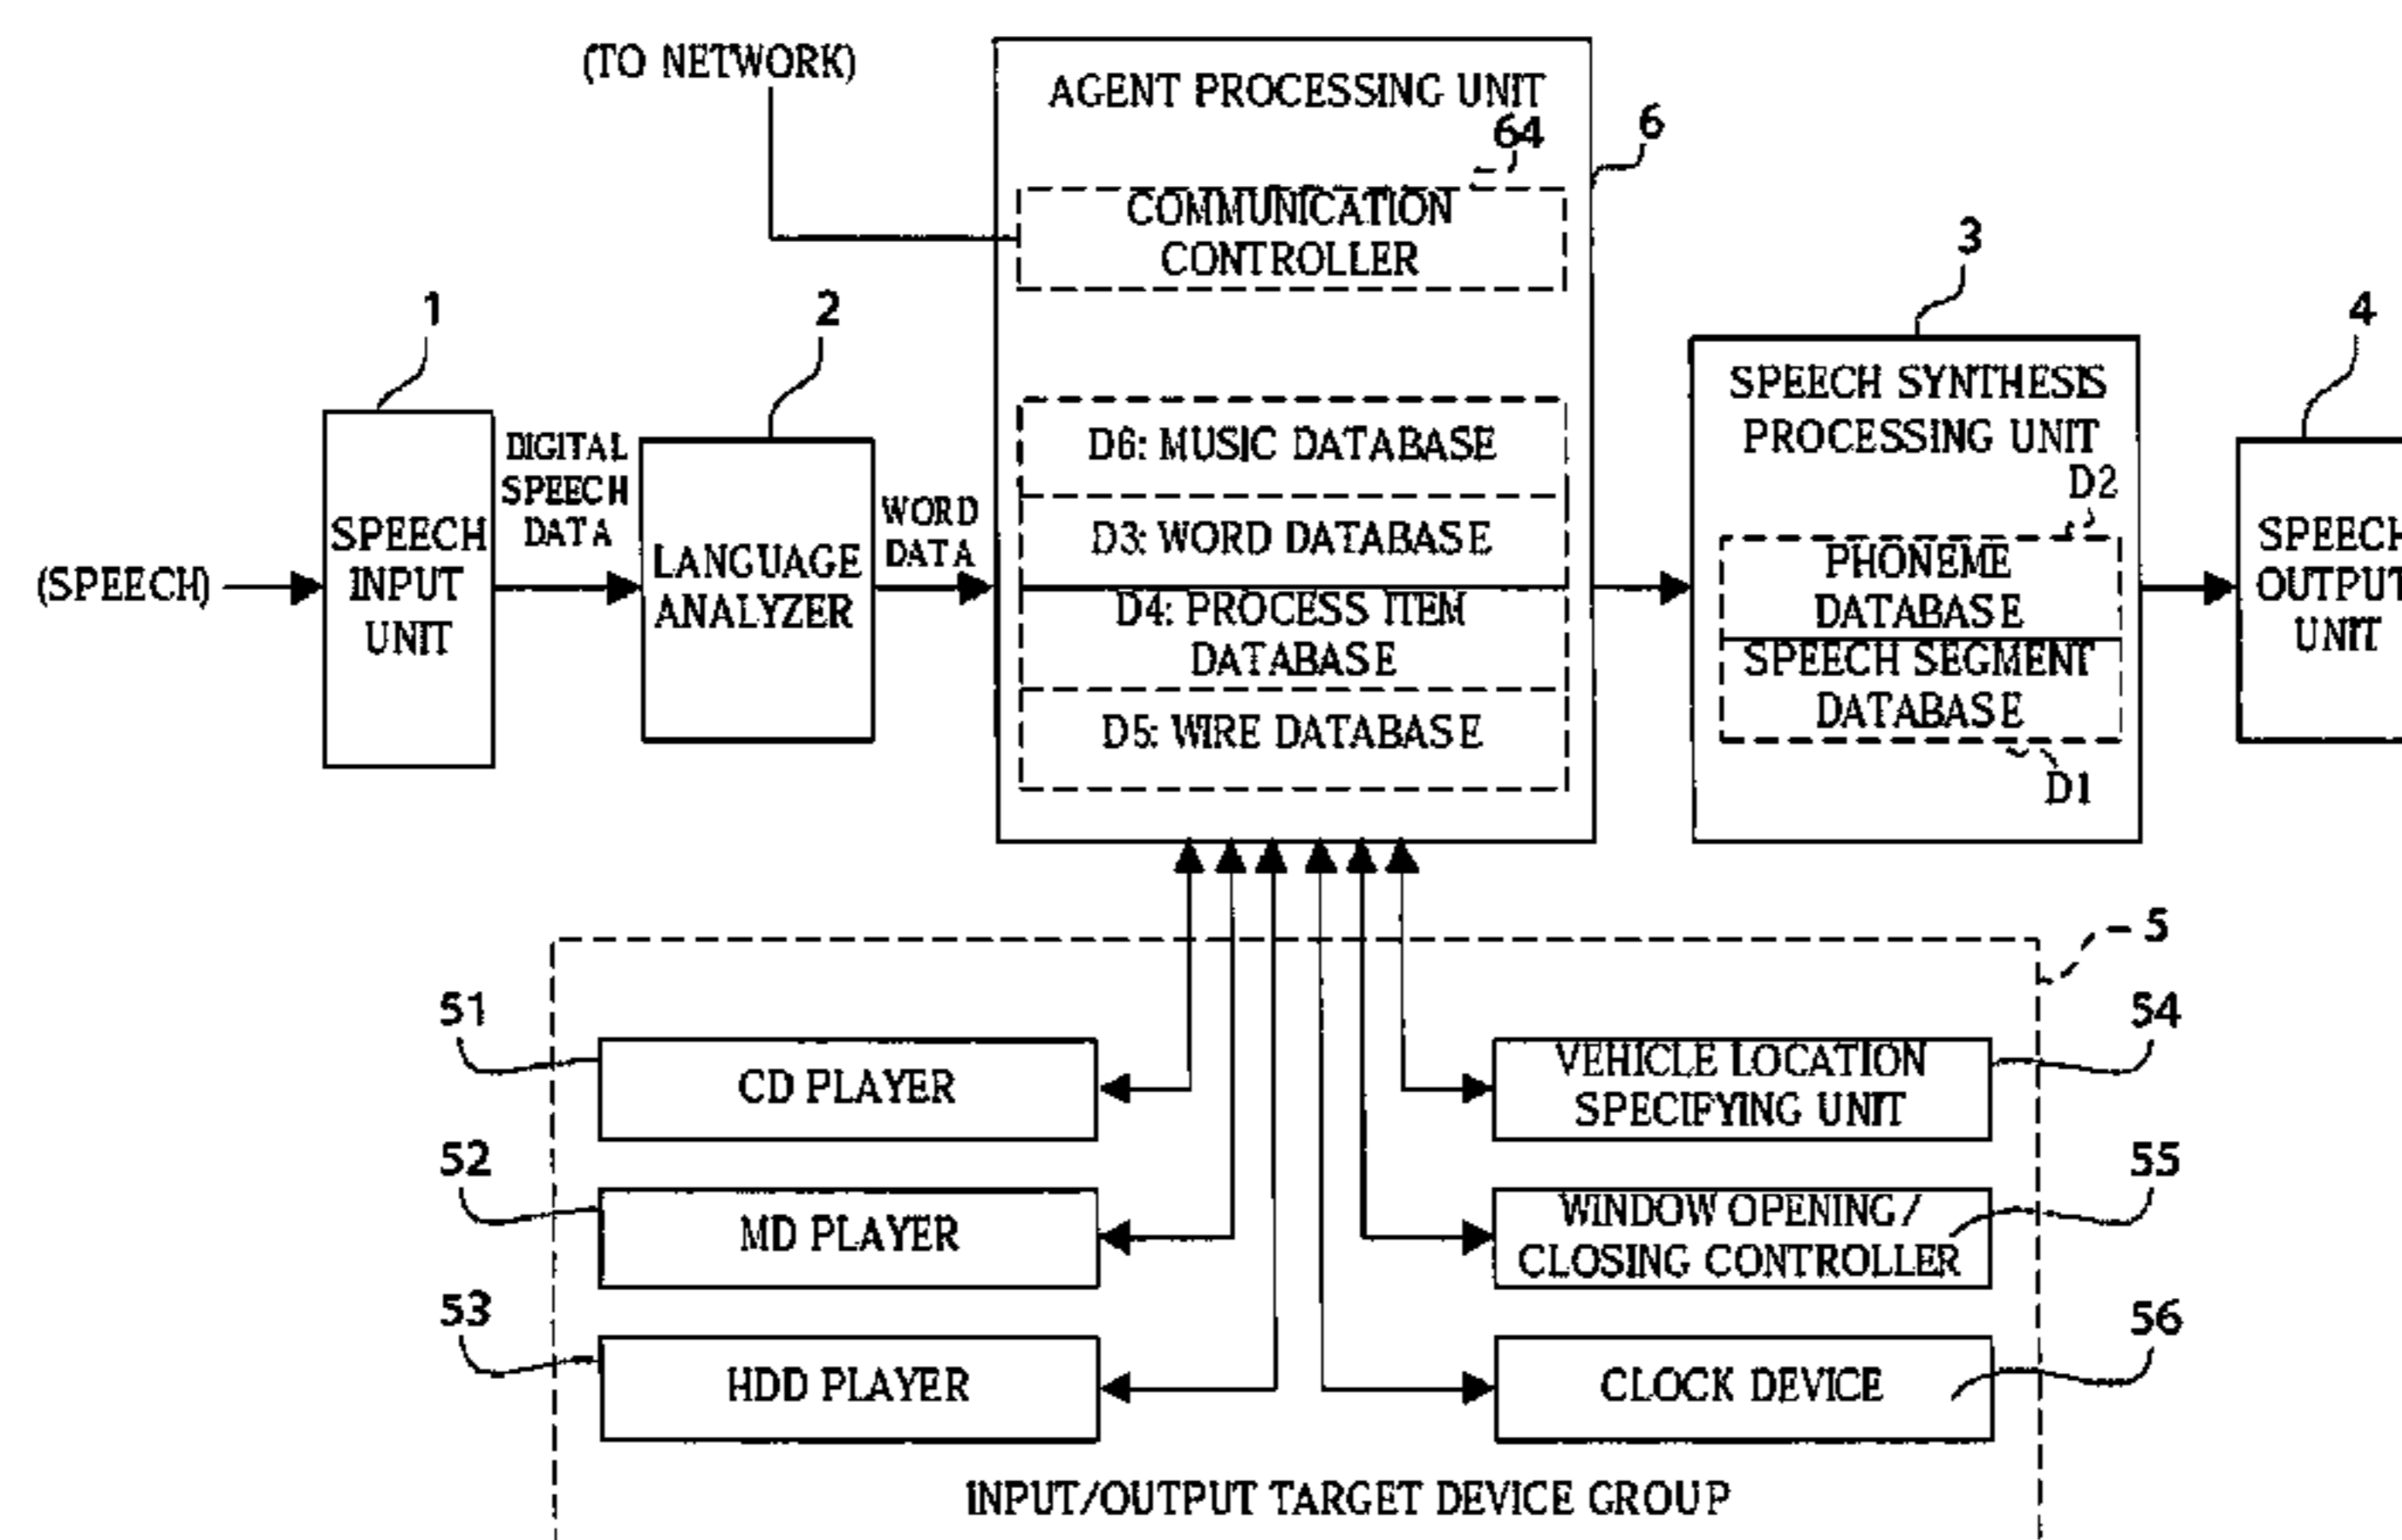 (TO NETWORK)
AGENT PROCESSING UNIT
64
6
COMMUNICATION
CONTROLLER
1
2
3
4
(SPEECH)
SPEECH
INPUT
UNIT
DIGITAL
SPEECH
DATA
LANGUAGE
ANALYZER
WORD
DATA
D6: MUSIC DATABASE
D3: WORD DATABASE
D4: PROCESS ITEM
DATABASE
D5: WIRE DATABASE
SPEECH SYNTHESIS
PROCESSING UNIT
D2
PHONEME
DATABASE
SPEECH SEGMENT
DATABASE
D1
SPEECH
OUTPUT
UNIT
5
51
CD PLAYER
52
MD PLAYER
53
HDD PLAYER
54
VEHICLE LOCATION
SPECIFYING UNIT
55
WINDOW OPENING/
CLOSING CONTROLLER
56
CLOCK DEVICE
INPUT/OUTPUT TARGET DEVICE GROUP